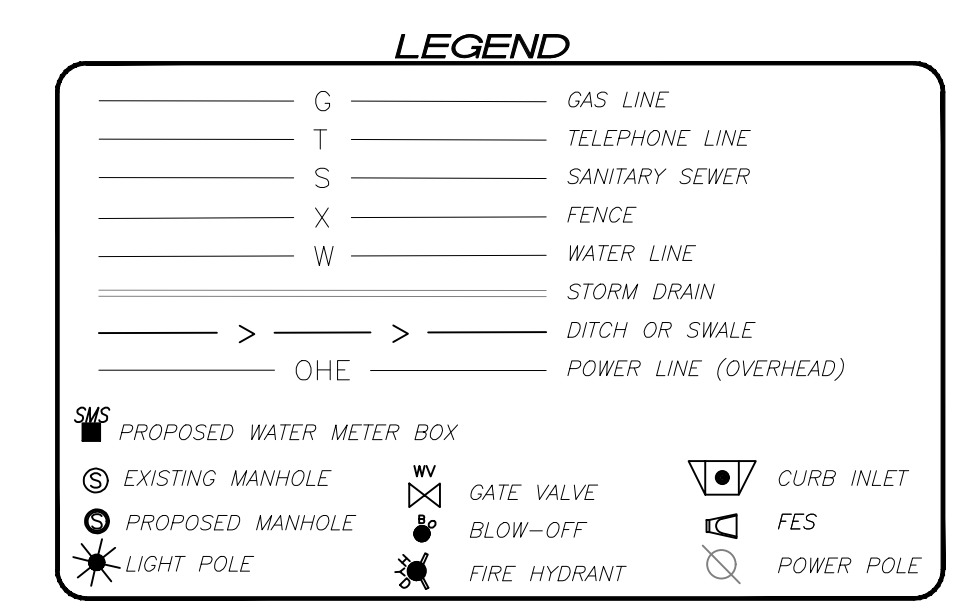 LEGEND
G GAS LINE
T TELEPHONE LINE
S SANITARY SEWER
X FENCE
W WATER LINE
STORM DRAIN
> > DITCH OR SWALE
OHE POWER LINE (OVERHEAD)
SMS
PROPOSED WATER METER BOX
S EXISTING MANHOLE
S PROPOSED MANHOLE
LIGHT POLE
WV
GATE VALVE
BO
BLOW-OFF
HYD
FIRE HYDRANT
CURB INLET
FES
POWER POLE